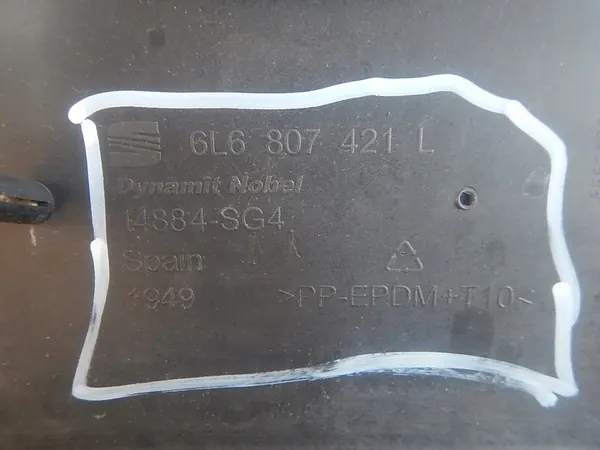 6L6 807 421 L
Dynamit Nobel
14884-SG4
Spain
1949
>PP-EPDM+T10<